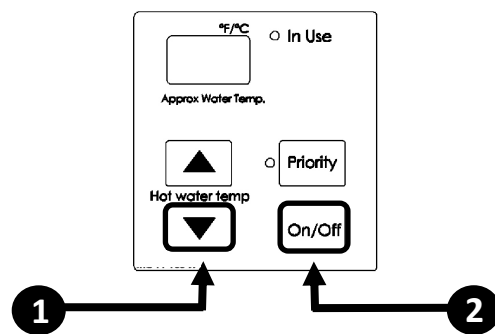 °F/°C
In Use
Approx Water Temp.
Priority
Hot water temp
On/Off
1
2